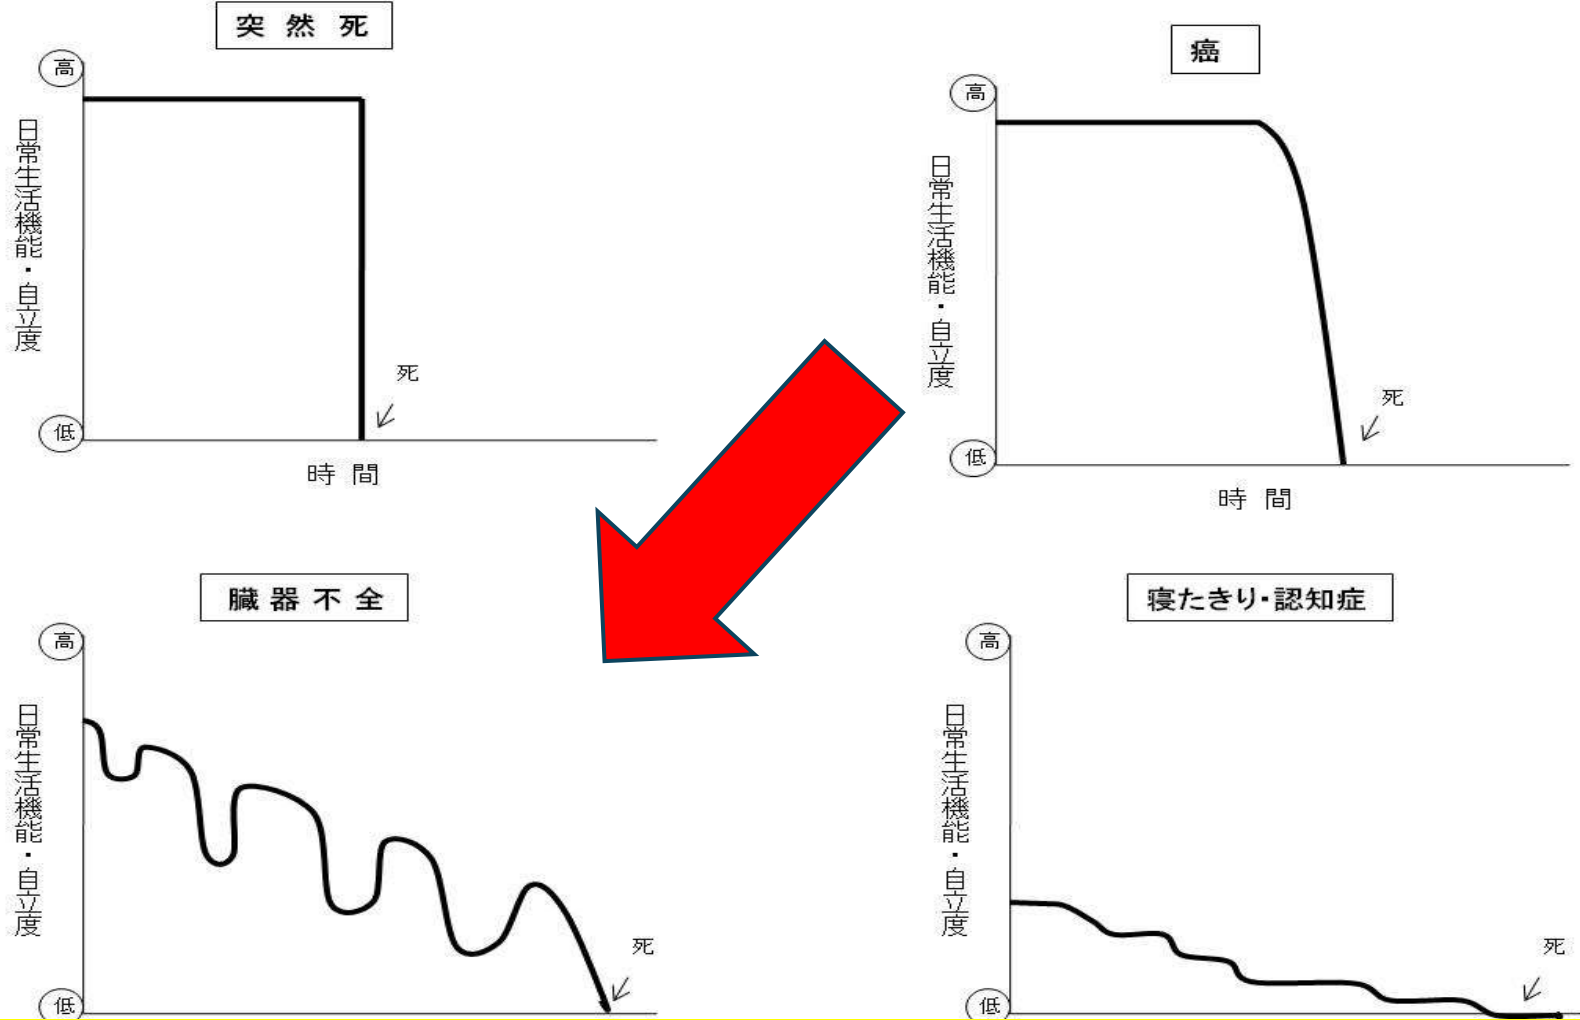 突 然 死
高
日常生活機能・自立度
死
低
時 間
癌
高
日常生活機能・自立度
死
低
時 間
臓 器 不 全
高
日常生活機能・自立度
死
低
寝たきり・認知症
高
日常生活機能・自立度
死
低